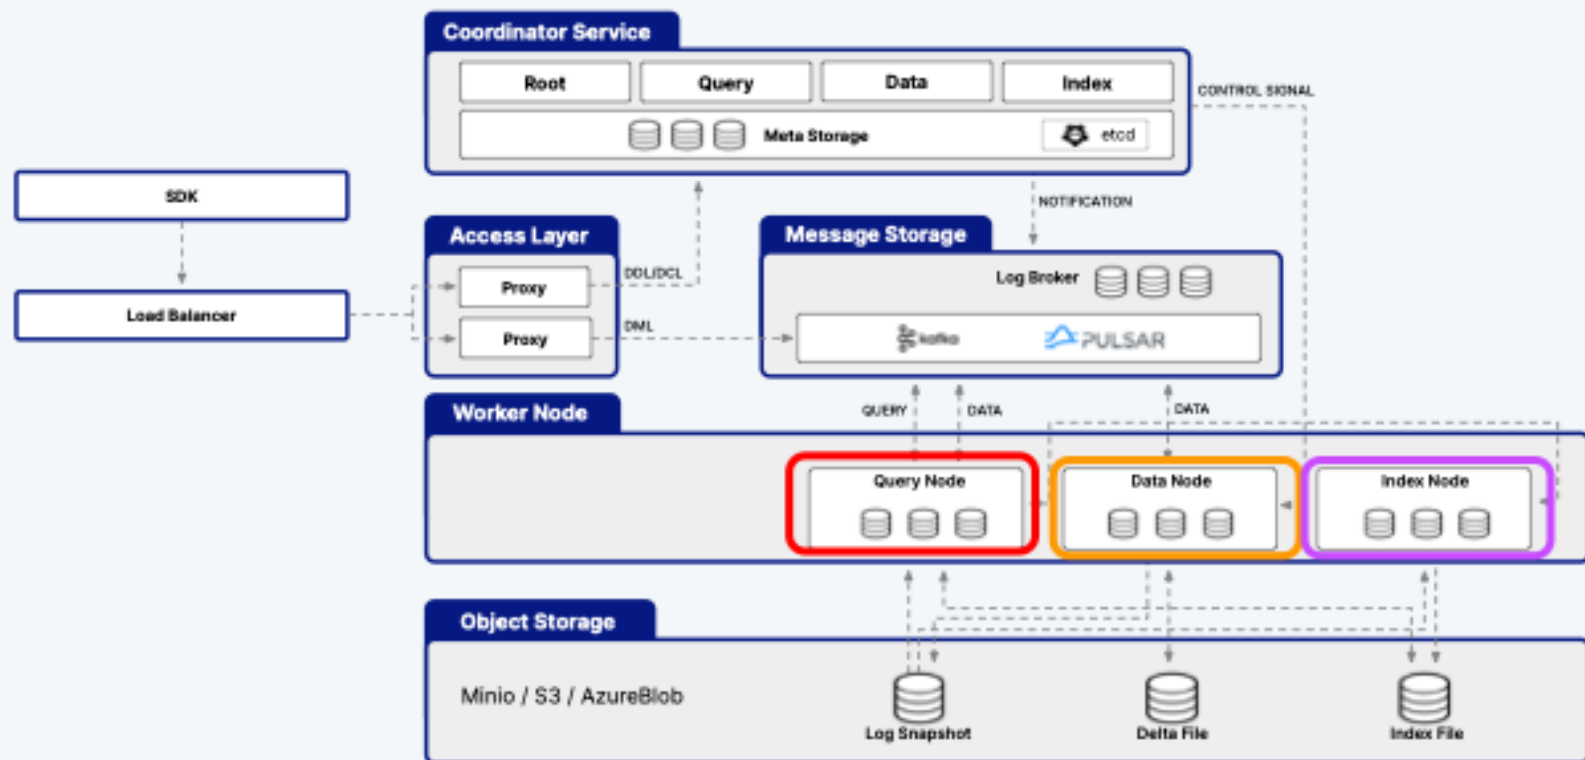 Coordinator Service
Root
Query
Data
Index
CONTROL SIGNAL
Meta Storage
etcd
SDK
NOTIFICATION
Access Layer
Message Storage
DDL/DCL
Log Broker
Proxy
Load Balancer
DML
Proxy
kafka
PULSAR
QUERY
DATA
DATA
Worker Node
Query Node
Data Node
Index Node
Object Storage
Minio / S3 / AzureBlob
Log Snapshot
Delta File
Index File